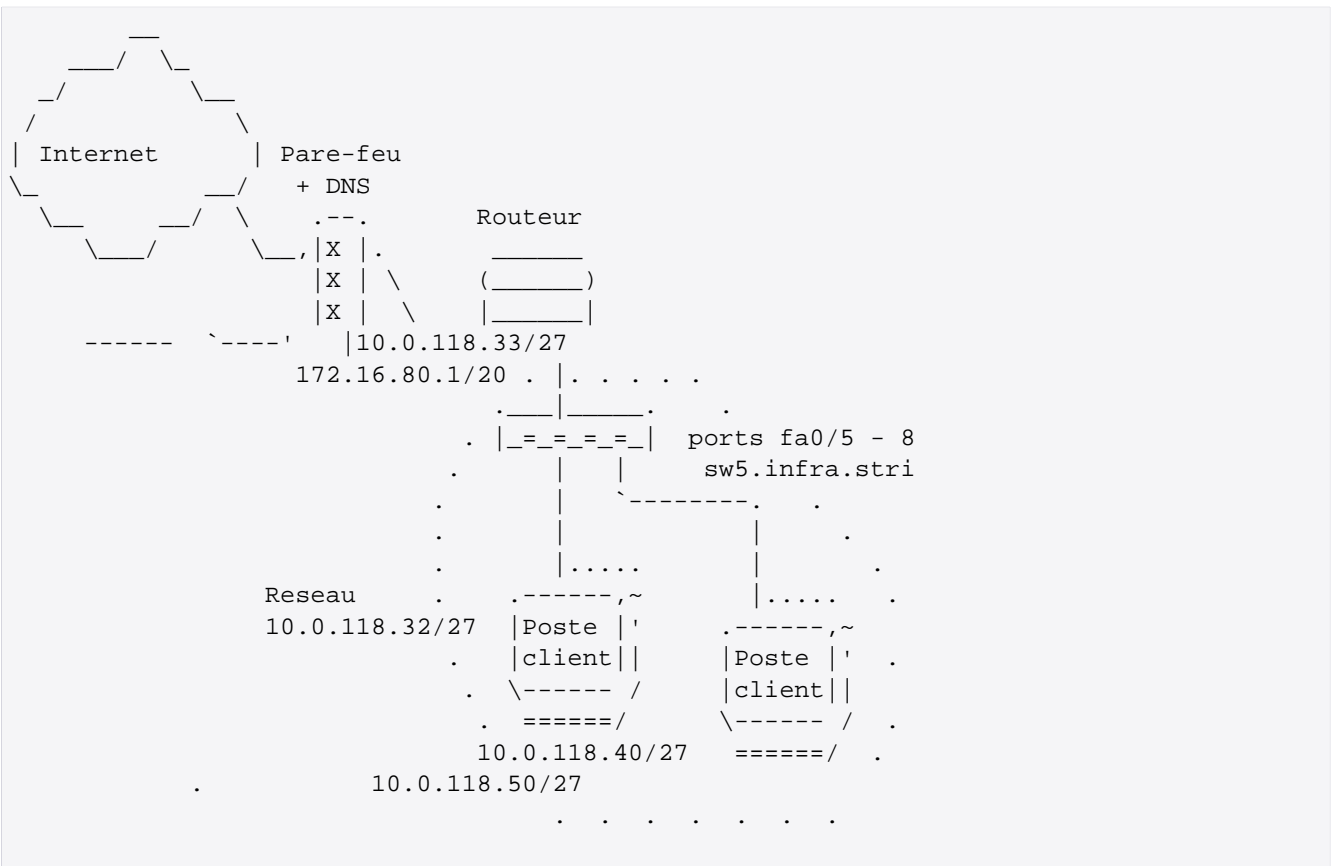 Internet Pare-feu
+ DNS
Routeur
X
X
X
10.0.118.33/27
172.16.80.1/20
ports fa0/5 - 8
sw5.infra.stri
Reseau
10.0.118.32/27 Poste
client Poste
client
10.0.118.40/27
10.0.118.50/27